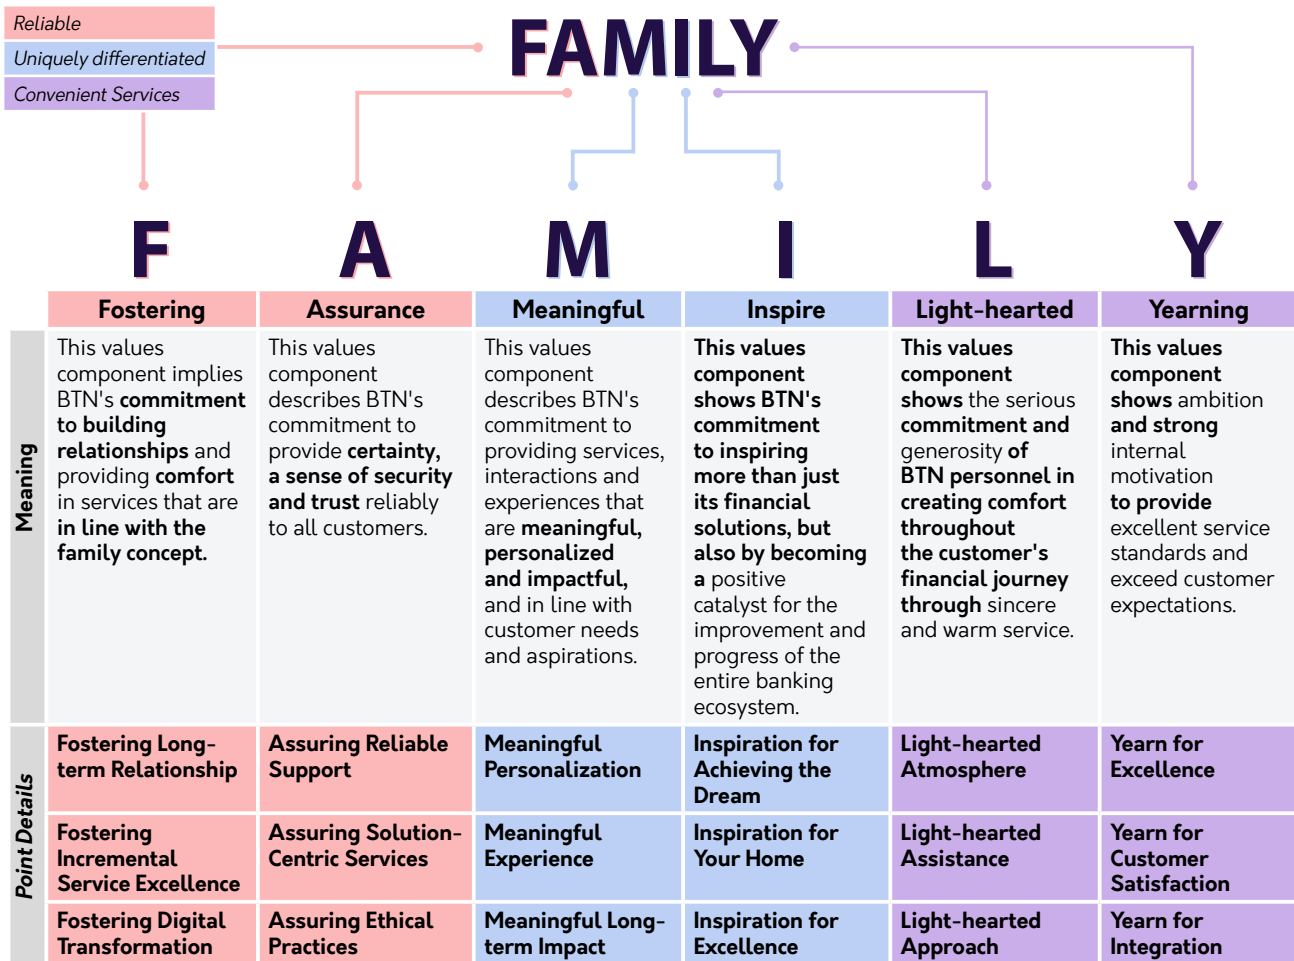 Reliable
Uniquely differentiated
Convenient Services
FAMILY
F
A
M
I
L
Y
Fostering
Assurance
Meaningful
Inspire
Light-hearted
Yearning
Meaning
This values
component implies
BTN's commitment
to building
relationships and
providing comfort
in services that are
in line with the
family concept.
This values
component
describes BTN's
commitment to
provide certainty,
a sense of security
and trust reliably
to all customers.
This values
component
describes BTN's
commitment to
providing services,
interactions and
experiences that
are meaningful,
personalized
and impactful,
and in line with
customer needs
and aspirations.
This values
component
shows BTN's
commitment
to inspiring
more than just
its financial
solutions, but
also by becoming
a positive
catalyst for the
improvement and
progress of the
entire banking
ecosystem.
This values
component
shows the serious
commitment and
generosity of
BTN personnel in
creating comfort
throughout
the customer's
financial journey
through sincere
and warm service.
This values
component
shows ambition
and strong
internal
motivation
to provide
excellent service
standards and
exceed customer
expectations.
Point Details
Fostering Long-
term Relationship
Assuring Reliable
Support
Meaningful
Personalization
Inspiration for
Achieving the
Dream
Light-hearted
Atmosphere
Yearn for
Excellence
Fostering
Incremental
Service Excellence
Assuring Solution-
Centric Services
Meaningful
Experience
Inspiration for
Your Home
Light-hearted
Assistance
Yearn for
Customer
Satisfaction
Fostering Digital
Transformation
Assuring Ethical
Practices
Meaningful Long-
term Impact
Inspiration for
Excellence
Light-hearted
Approach
Yearn for
Integration